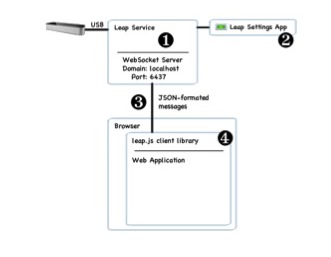 USB
Leap Service
1
Leap Settings App
2
WebSocket Server
Domain: localhost
Port: 6437
3
JSON-formated
messages
Browser
4
leap.js client library
Web Application